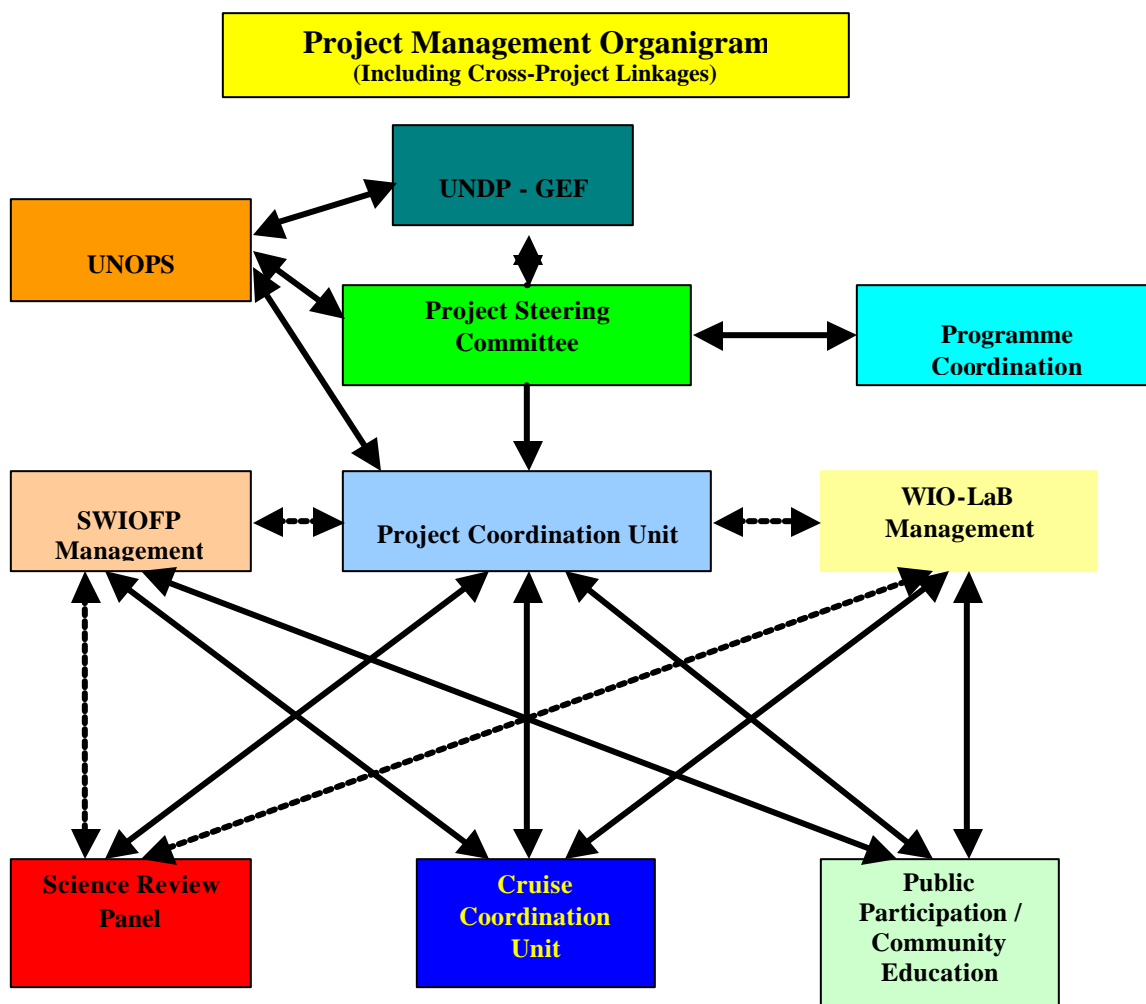 Project Management Organigram
(Including Cross-Project Linkages)
UNDP - GEF
UNOPS
Project Steering
Committee
Programme
Coordination
SWIOFP
Management
Project Coordination Unit
WIO-LaB
Management
Science Review
Panel
Cruise
Coordination
Unit
Public
Participation /
Community
Education